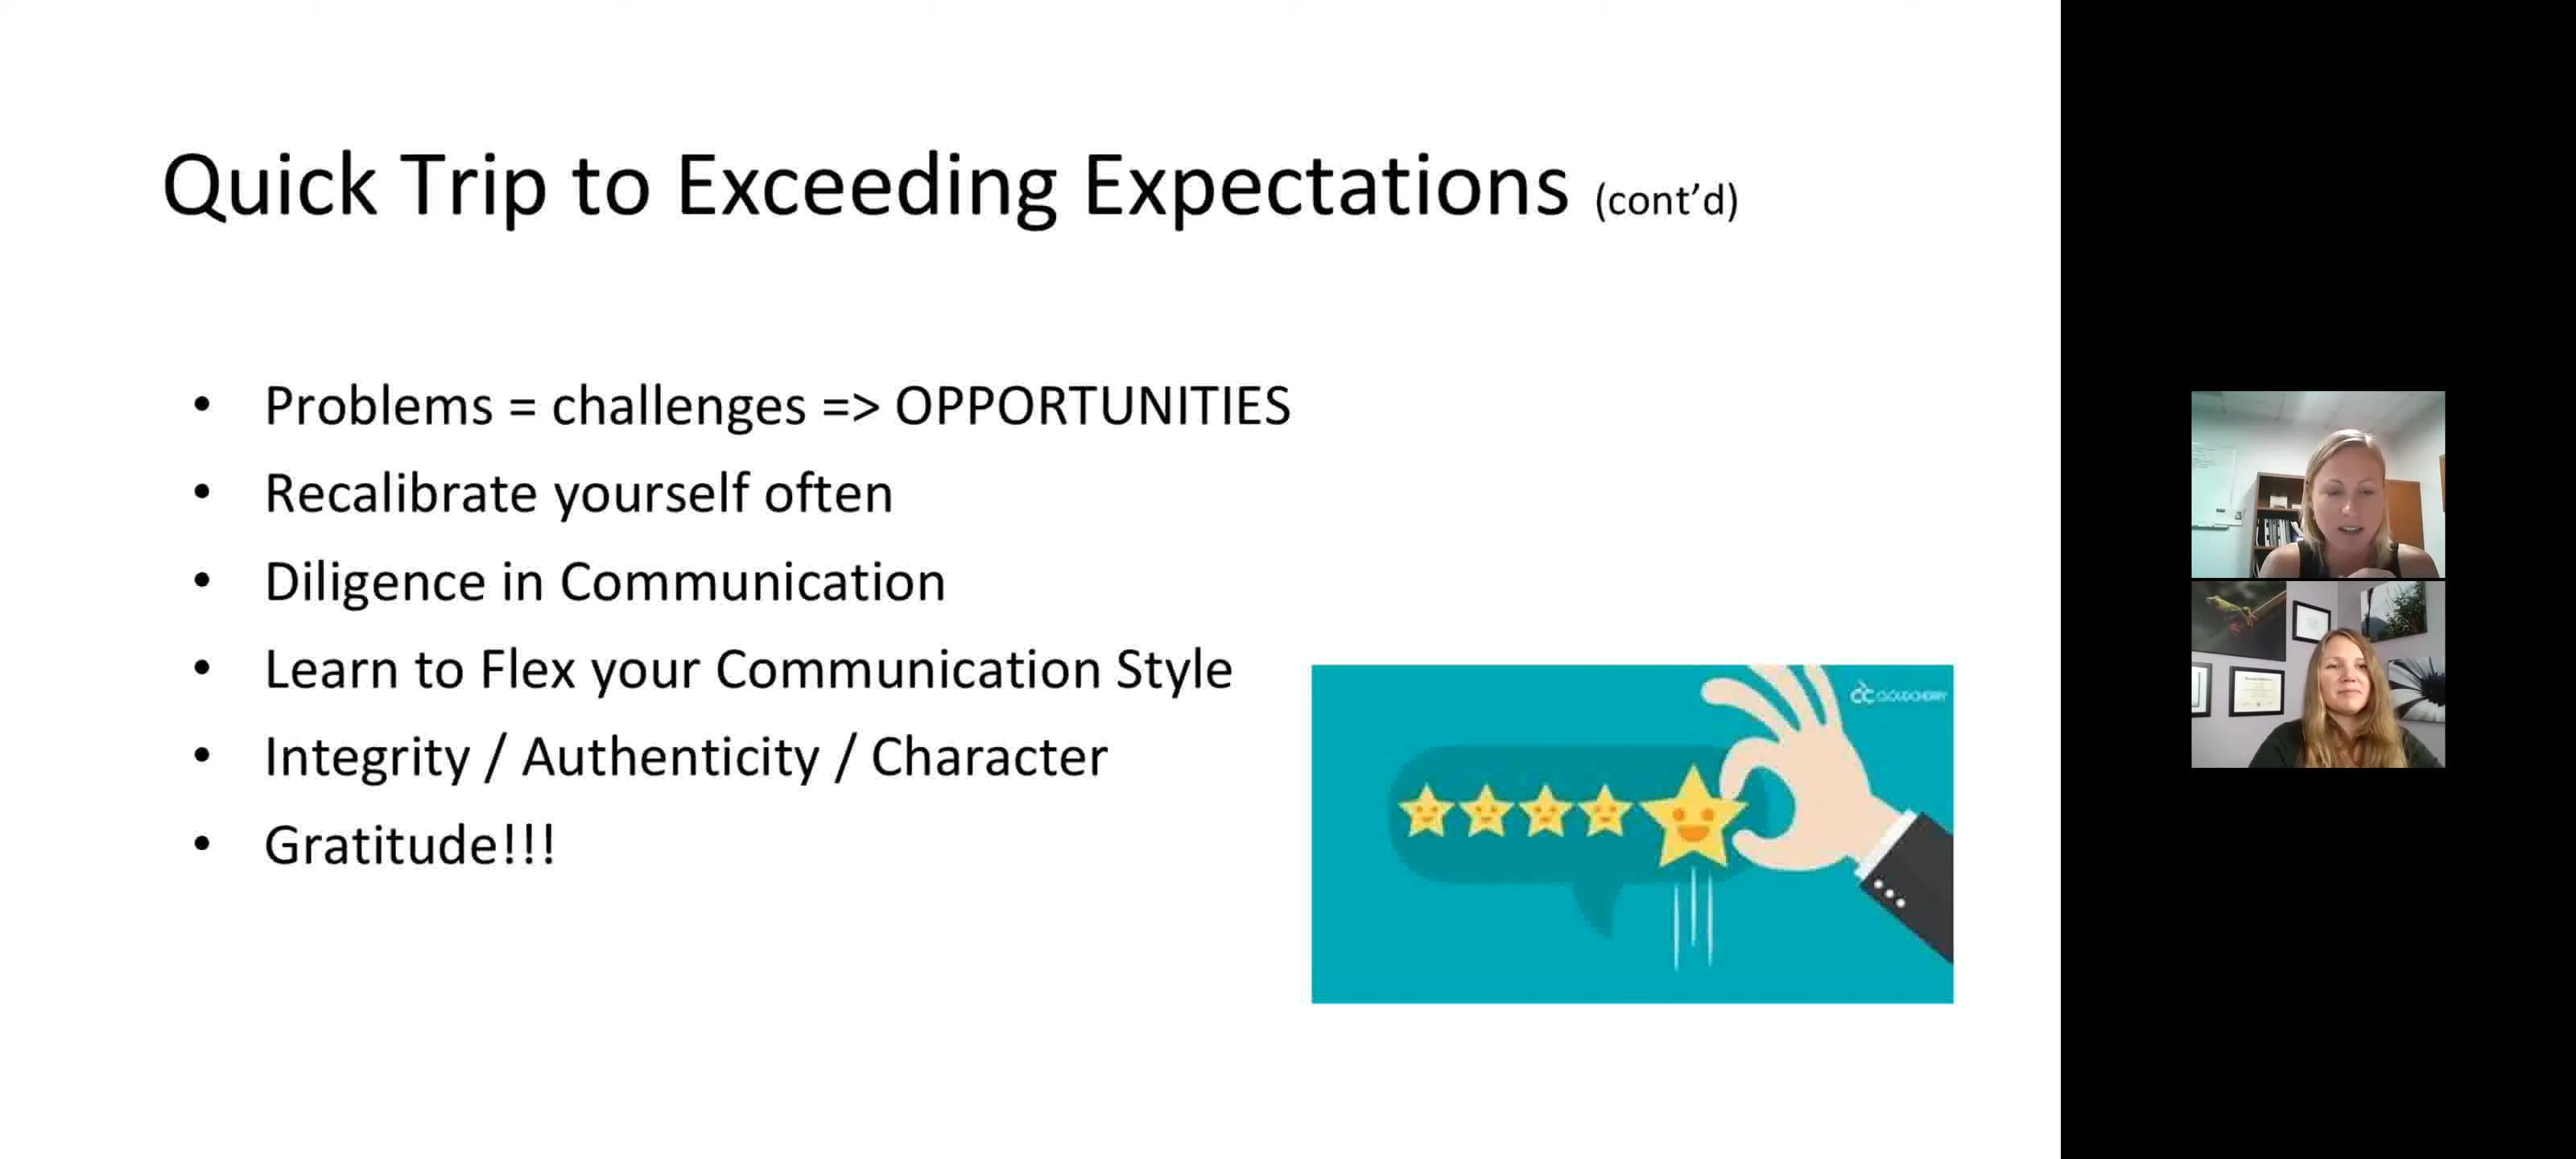 Quick Trip to Exceeding Expectations (cont’d)
• Problems = challenges => OPPORTUNITIES
• Recalibrate yourself often
• Diligence in Communication
• Learn to Flex your Communication Style
• Integrity / Authenticity / Character
• Gratitude!!!
CLOUDCHERRY